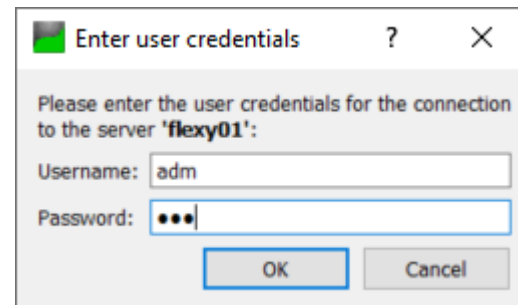 Enter user credentials ? ×
Please enter the user credentials for the connection
to the server 'flexy01':
Username: adm
Password: •••
OK Cancel